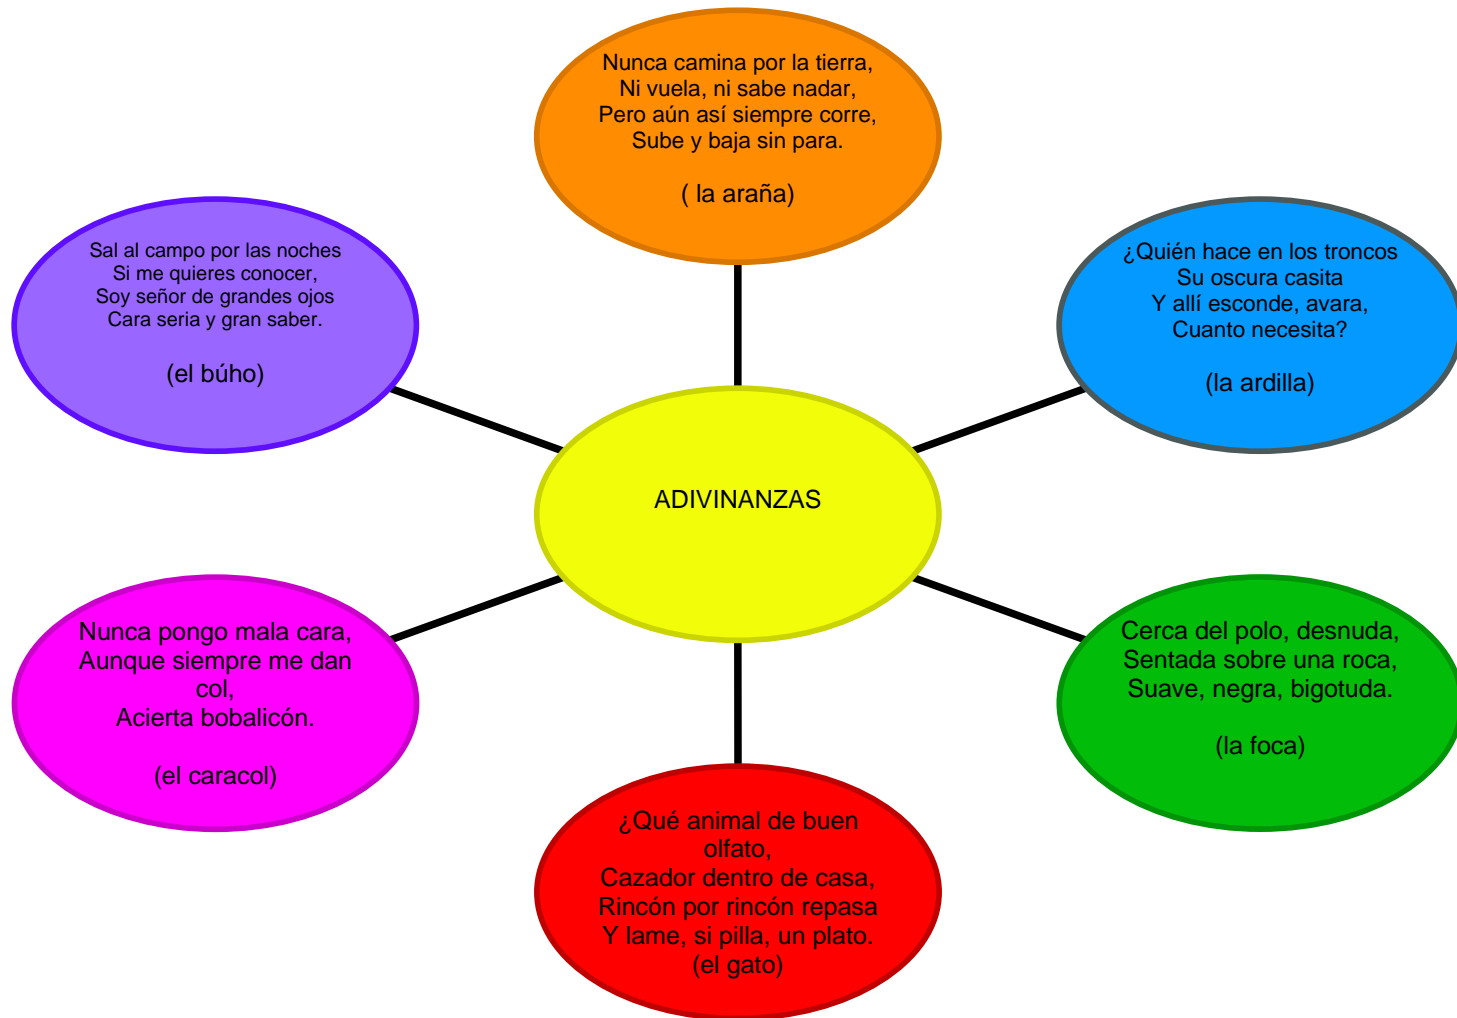 Nunca camina por la tierra,
Ni vuela, ni sabe nadar,
Pero aún así siempre corre,
Sube y baja sin para.
( la araña)
Sal al campo por las noches
Si me quieres conocer,
Soy señor de grandes ojos
Cara seria y gran saber.
(el búho)
¿Quién hace en los troncos
Su oscura casita
Y allí esconde, avara,
Cuanto necesita?
(la ardilla)
ADIVINANZAS
Nunca pongo mala cara,
Aunque siempre me dan
col,
Acierta bobalicón.
(el caracol)
Cerca del polo, desnuda,
Sentada sobre una roca,
Suave, negra, bigotuda.
(la foca)
¿Qué animal de buen
olfato,
Cazador dentro de casa,
Rincón por rincón repasa
Y lame, si pilla, un plato.
(el gato)